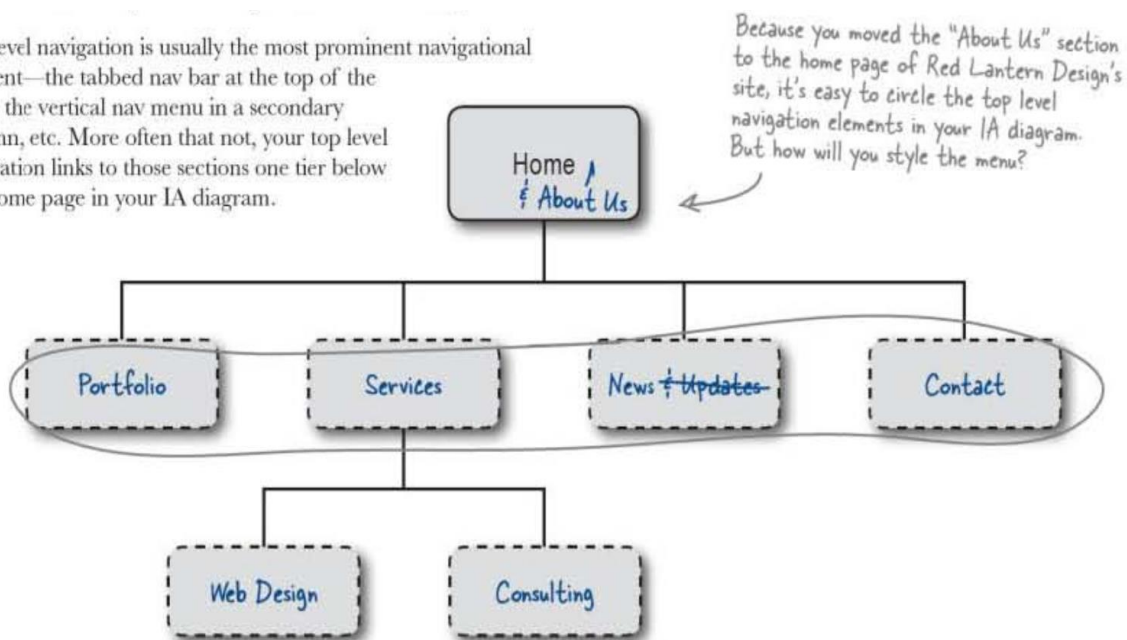 evel navigation is usually the most prominent navigational
ent—the tabbed nav bar at the top of the
the vertical nav menu in a secondary
nn, etc. More often that not, your top level
ation links to those sections one tier below
ome page in your IA diagram.
Because you moved the "About Us" section
to the home page of Red Lantern Design's
site, it's easy to circle the top level
navigation elements in your IA diagram.
But how will you style the menu?
Home
& About Us
Portfolio
Services
News & Updates
Contact
Web Design
Consulting